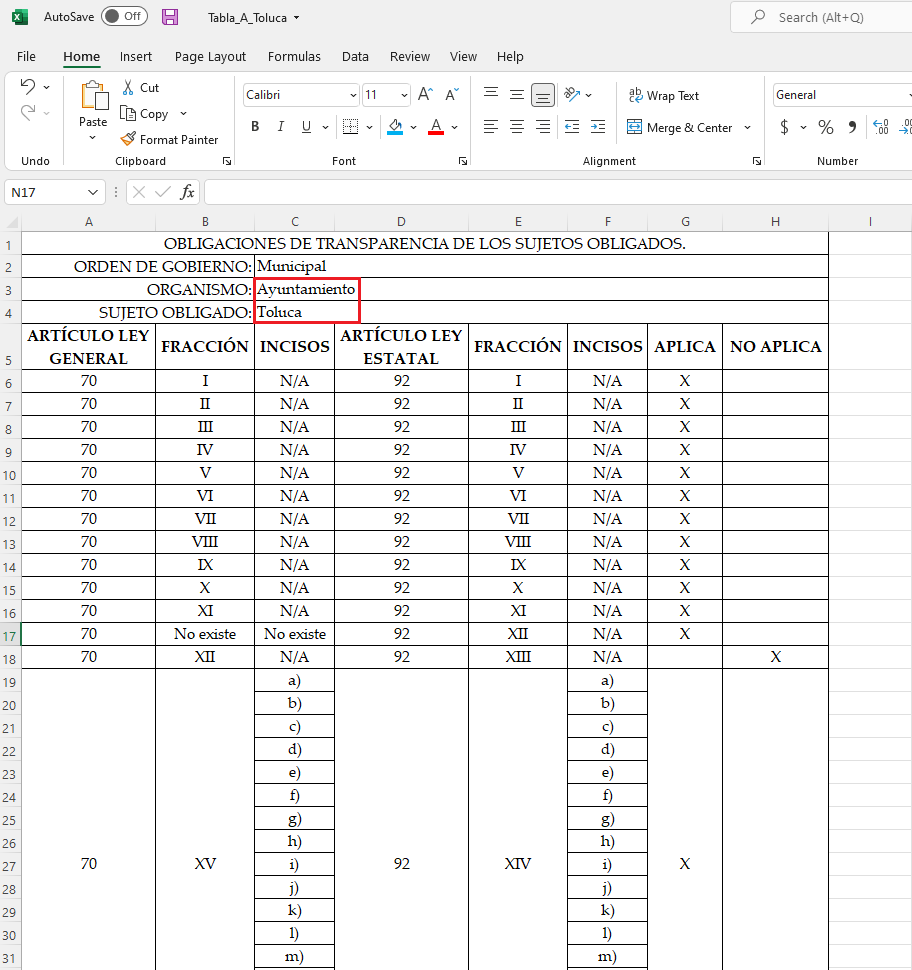 AutoSave Off Tabla_A_Toluca Search (Alt+Q)
File Home Insert Page Layout Formulas Data Review View Help
Paste Cut Copy Format Painter
Calibri 11 A A B I U A
ab Wrap Text Merge & Center
General $ % 9 .00
Undo Clipboard Font Alignment Number
N17 fx
A B C D E F G H I
1 OBLIGACIONES DE TRANSPARENCIA DE LOS SUJETOS OBLIGADOS.
2 ORDEN DE GOBIERNO: Municipal
3 ORGANISMO: Ayuntamiento
4 SUJETO OBLIGADO: Toluca
ARTÍCULO LEY ARTÍCULO LEY
5 GENERAL FRACCIÓN INCISOS ESTATAL FRACCIÓN INCISOS APLICA NO APLICA
6 70 I N/A 92 I N/A X
7 70 II N/A 92 II N/A X
8 70 III N/A 92 III N/A X
9 70 IV N/A 92 IV N/A X
10 70 V N/A 92 V N/A X
11 70 VI N/A 92 VI N/A X
12 70 VII N/A 92 VII N/A X
13 70 VIII N/A 92 VIII N/A X
14 70 IX N/A 92 IX N/A X
15 70 X N/A 92 X N/A X
16 70 XI N/A 92 XI N/A X
17 70 No existe No existe 92 XII N/A X
18 70 XII N/A 92 XIII N/A X
19 a) a)
20 b) b)
21 c) c)
22 d) d)
23 e) e)
24 f) f)
25 g) g)
26 h) h)
27 70 XV i) 92 XIV i) X
28 j) j)
29 k) k)
30 l) l)
31 m) m)